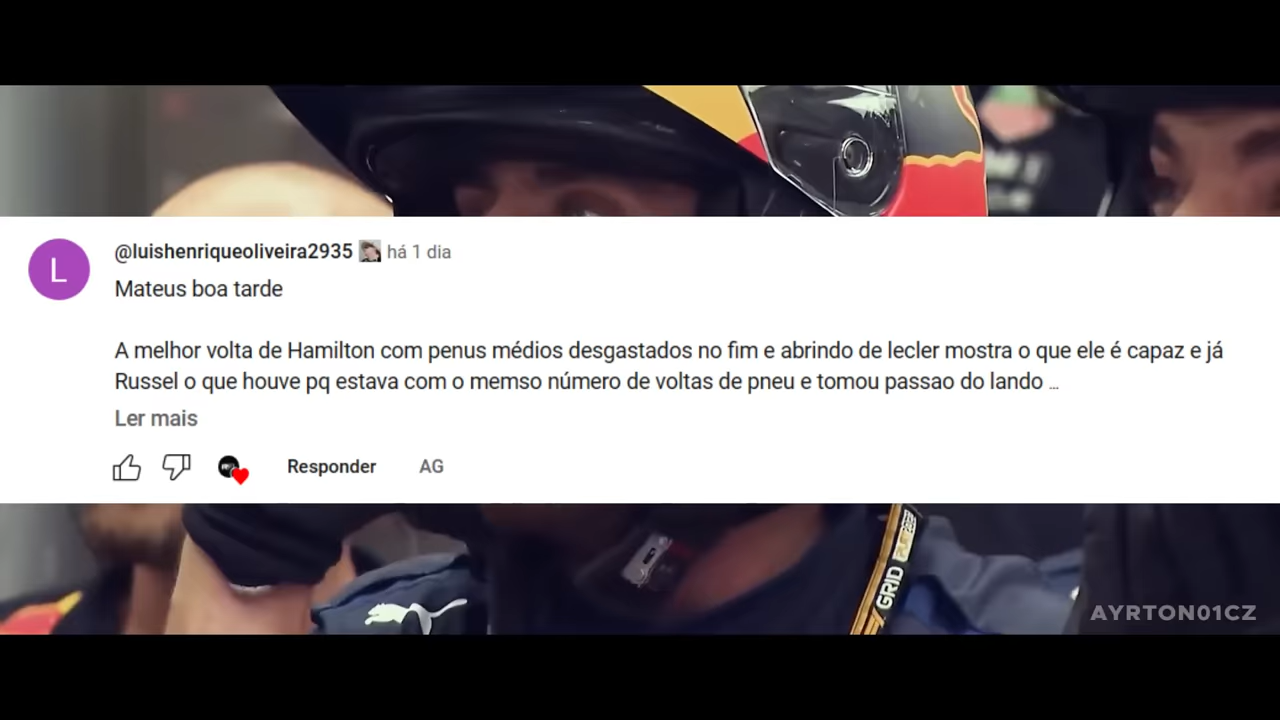 @luishenriqueoliveira2935 há 1 dia
Mateus boa tarde
A melhor volta de Hamilton com penus médios desgastados no fim e abrindo de lecler mostra o que ele é capaz e já
Russel o que houve pq estava com o memso número de voltas de pneu e tomou passao do lando ...
Ler mais
Responder AG
GRID
AYRTON01CZ